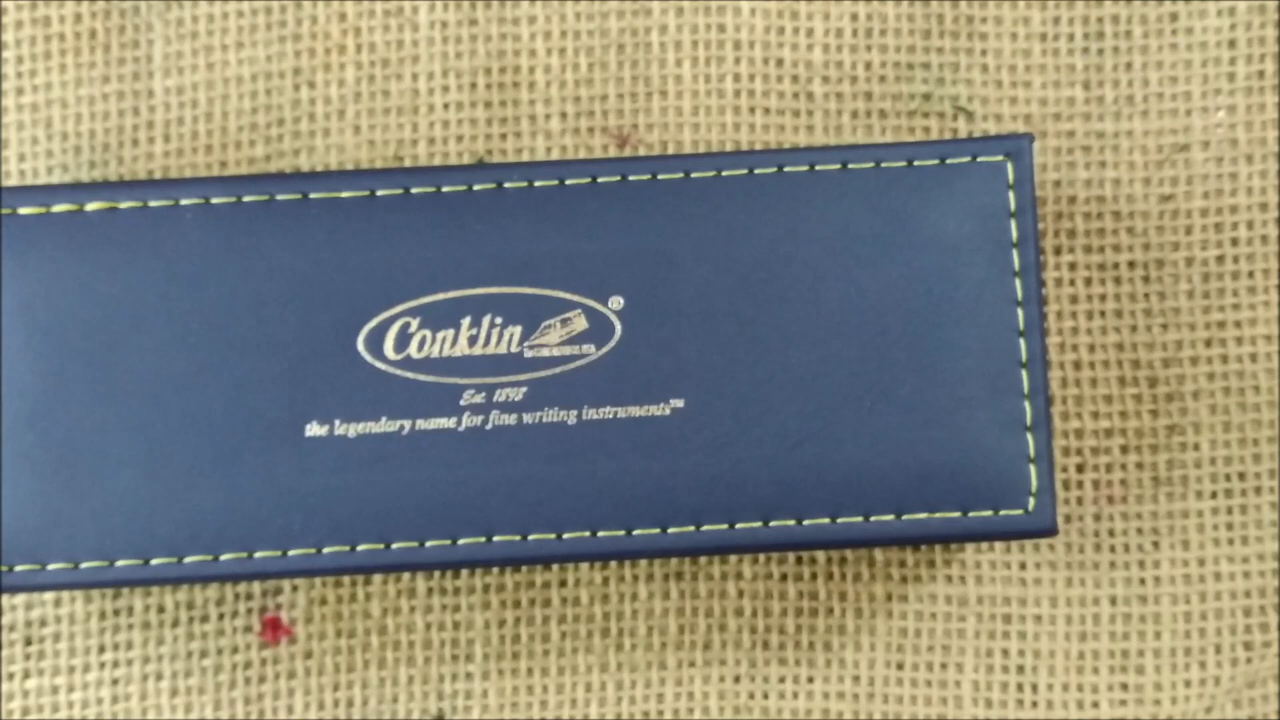 Conklin ®
Est. 1898
the legendary name for fine writing instruments™